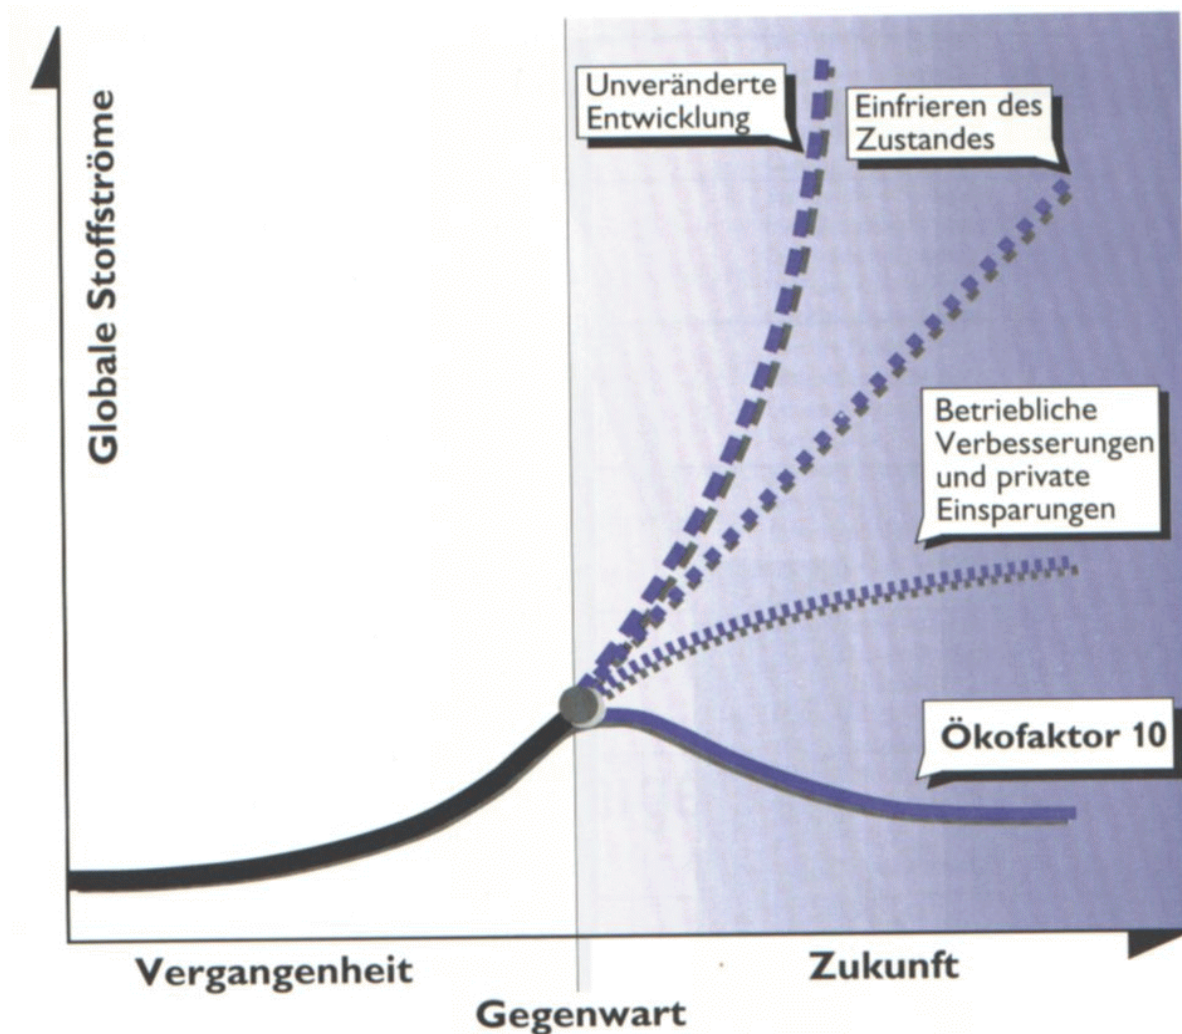 Unveränderte
Entwicklung
Einfrieren des
Zustandes
Globale Stoffströme
Betriebliche
Verbesserungen
und private
Einsparungen
Ökofaktor 10
Vergangenheit
Zukunft
Gegenwart